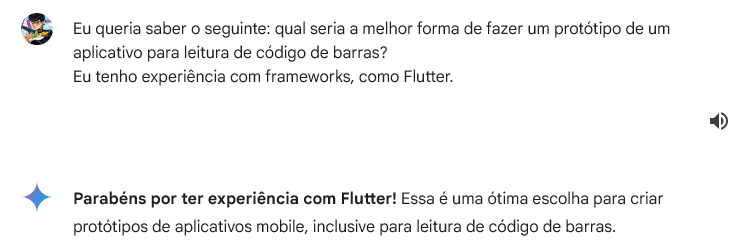 Eu queria saber o seguinte: qual seria a melhor forma de fazer um protótipo de um
aplicativo para leitura de código de barras?
Eu tenho experiência com frameworks, como Flutter.
Parabéns por ter experiência com Flutter! Essa é uma ótima escolha para criar
protótipos de aplicativos mobile, inclusive para leitura de código de barras.